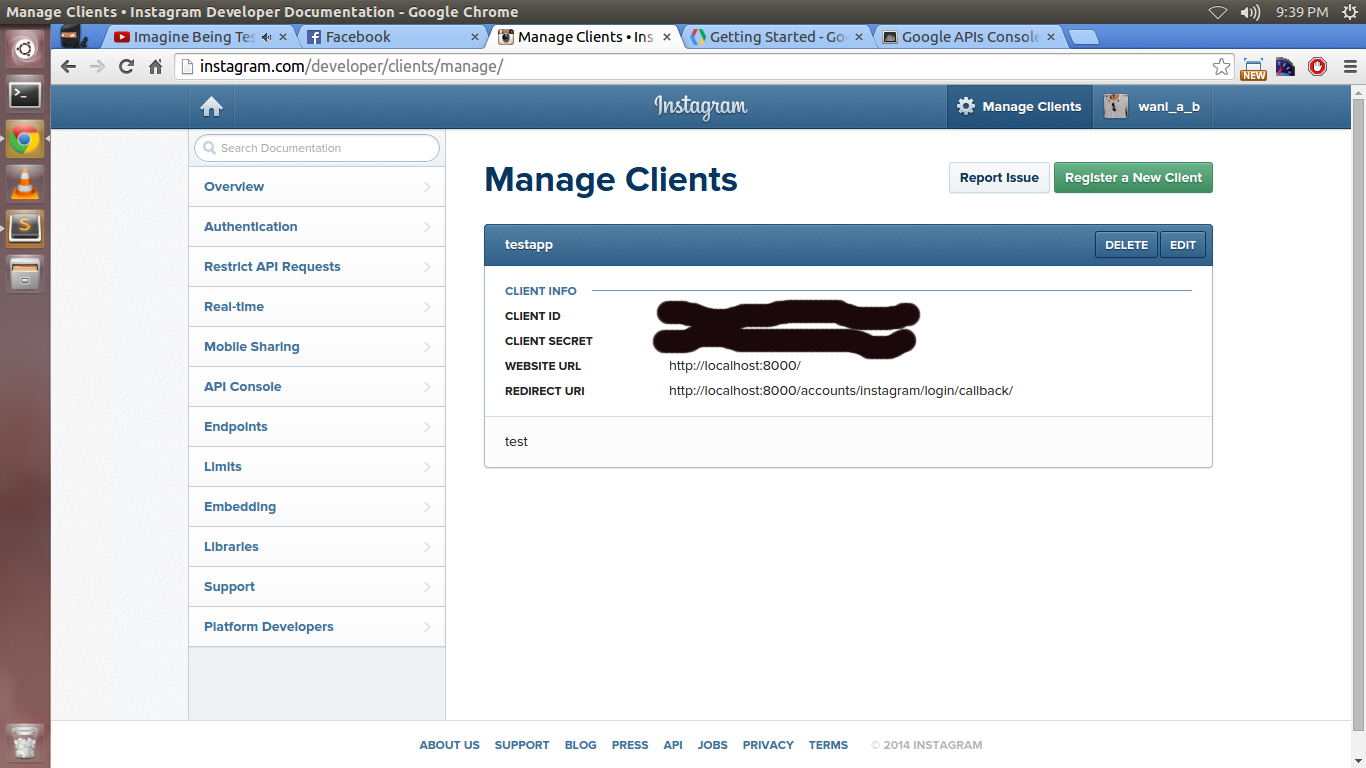 Manage Clients • Instagram Developer Documentation - Google Chrome
9:39 PM
Imagine Being Tes
Facebook
Manage Clients • Ins
Getting Started - Goo
Google APIs Console
instagram.com/developer/clients/manage/
NEW
Instagram
Manage Clients
wani_a_b
Search Documentation
Overview
Authentication
Restrict API Requests
Real-time
Mobile Sharing
API Console
Endpoints
Limits
Embedding
Libraries
Support
Platform Developers
Manage Clients
Report Issue
Register a New Client
testapp
DELETE
EDIT
CLIENT INFO
CLIENT ID
CLIENT SECRET
WEBSITE URL http://localhost:8000/
REDIRECT URI http://localhost:8000/accounts/instagram/login/callback/
test
ABOUT US SUPPORT BLOG PRESS API JOBS PRIVACY TERMS © 2014 INSTAGRAM